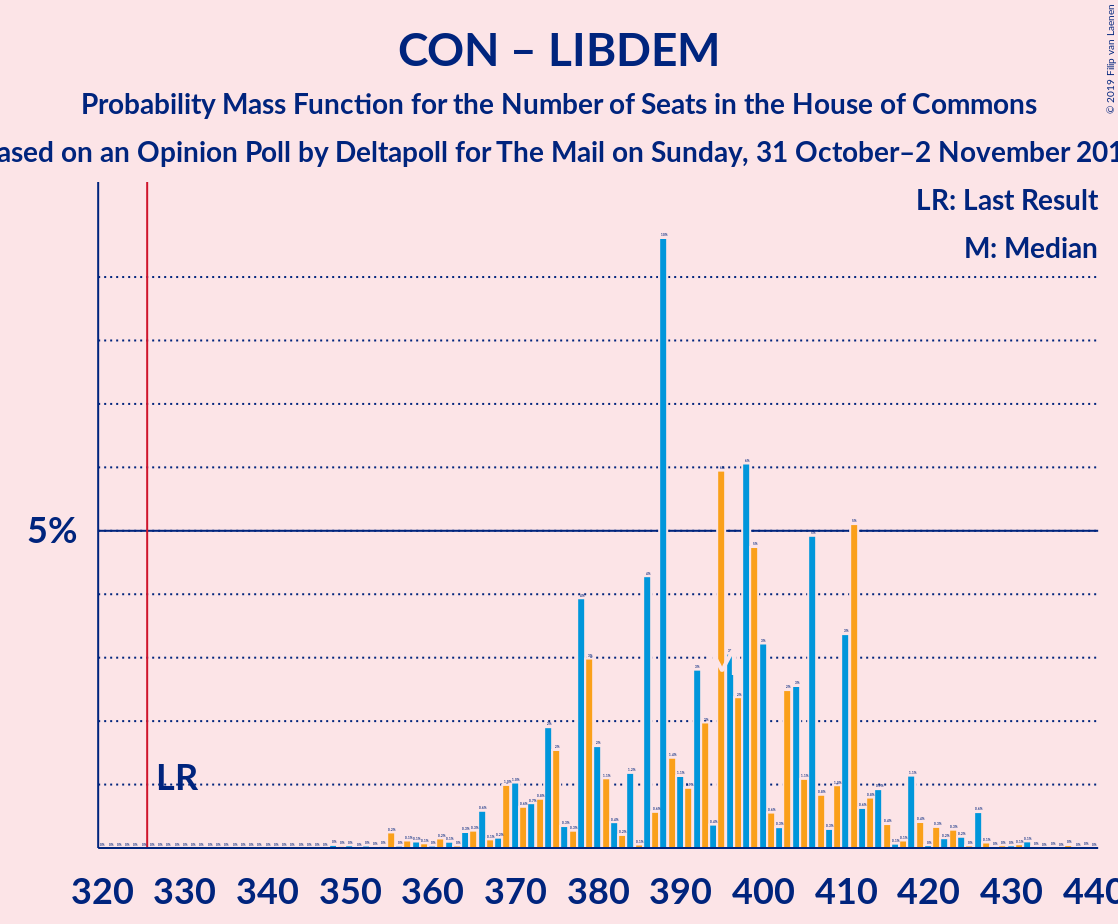 CON – LIBDEM
Probability Mass Function for the Number of Seats in the House of Commons
ased on an Opinion Poll by Deltapoll for The Mail on Sunday, 31 October–2 November 201
© 2019 Filip van Laenen
LR: Last Result
M: Median
5%
M
LR
320 330 340 350 360 370 380 390 400 410 420 430 440